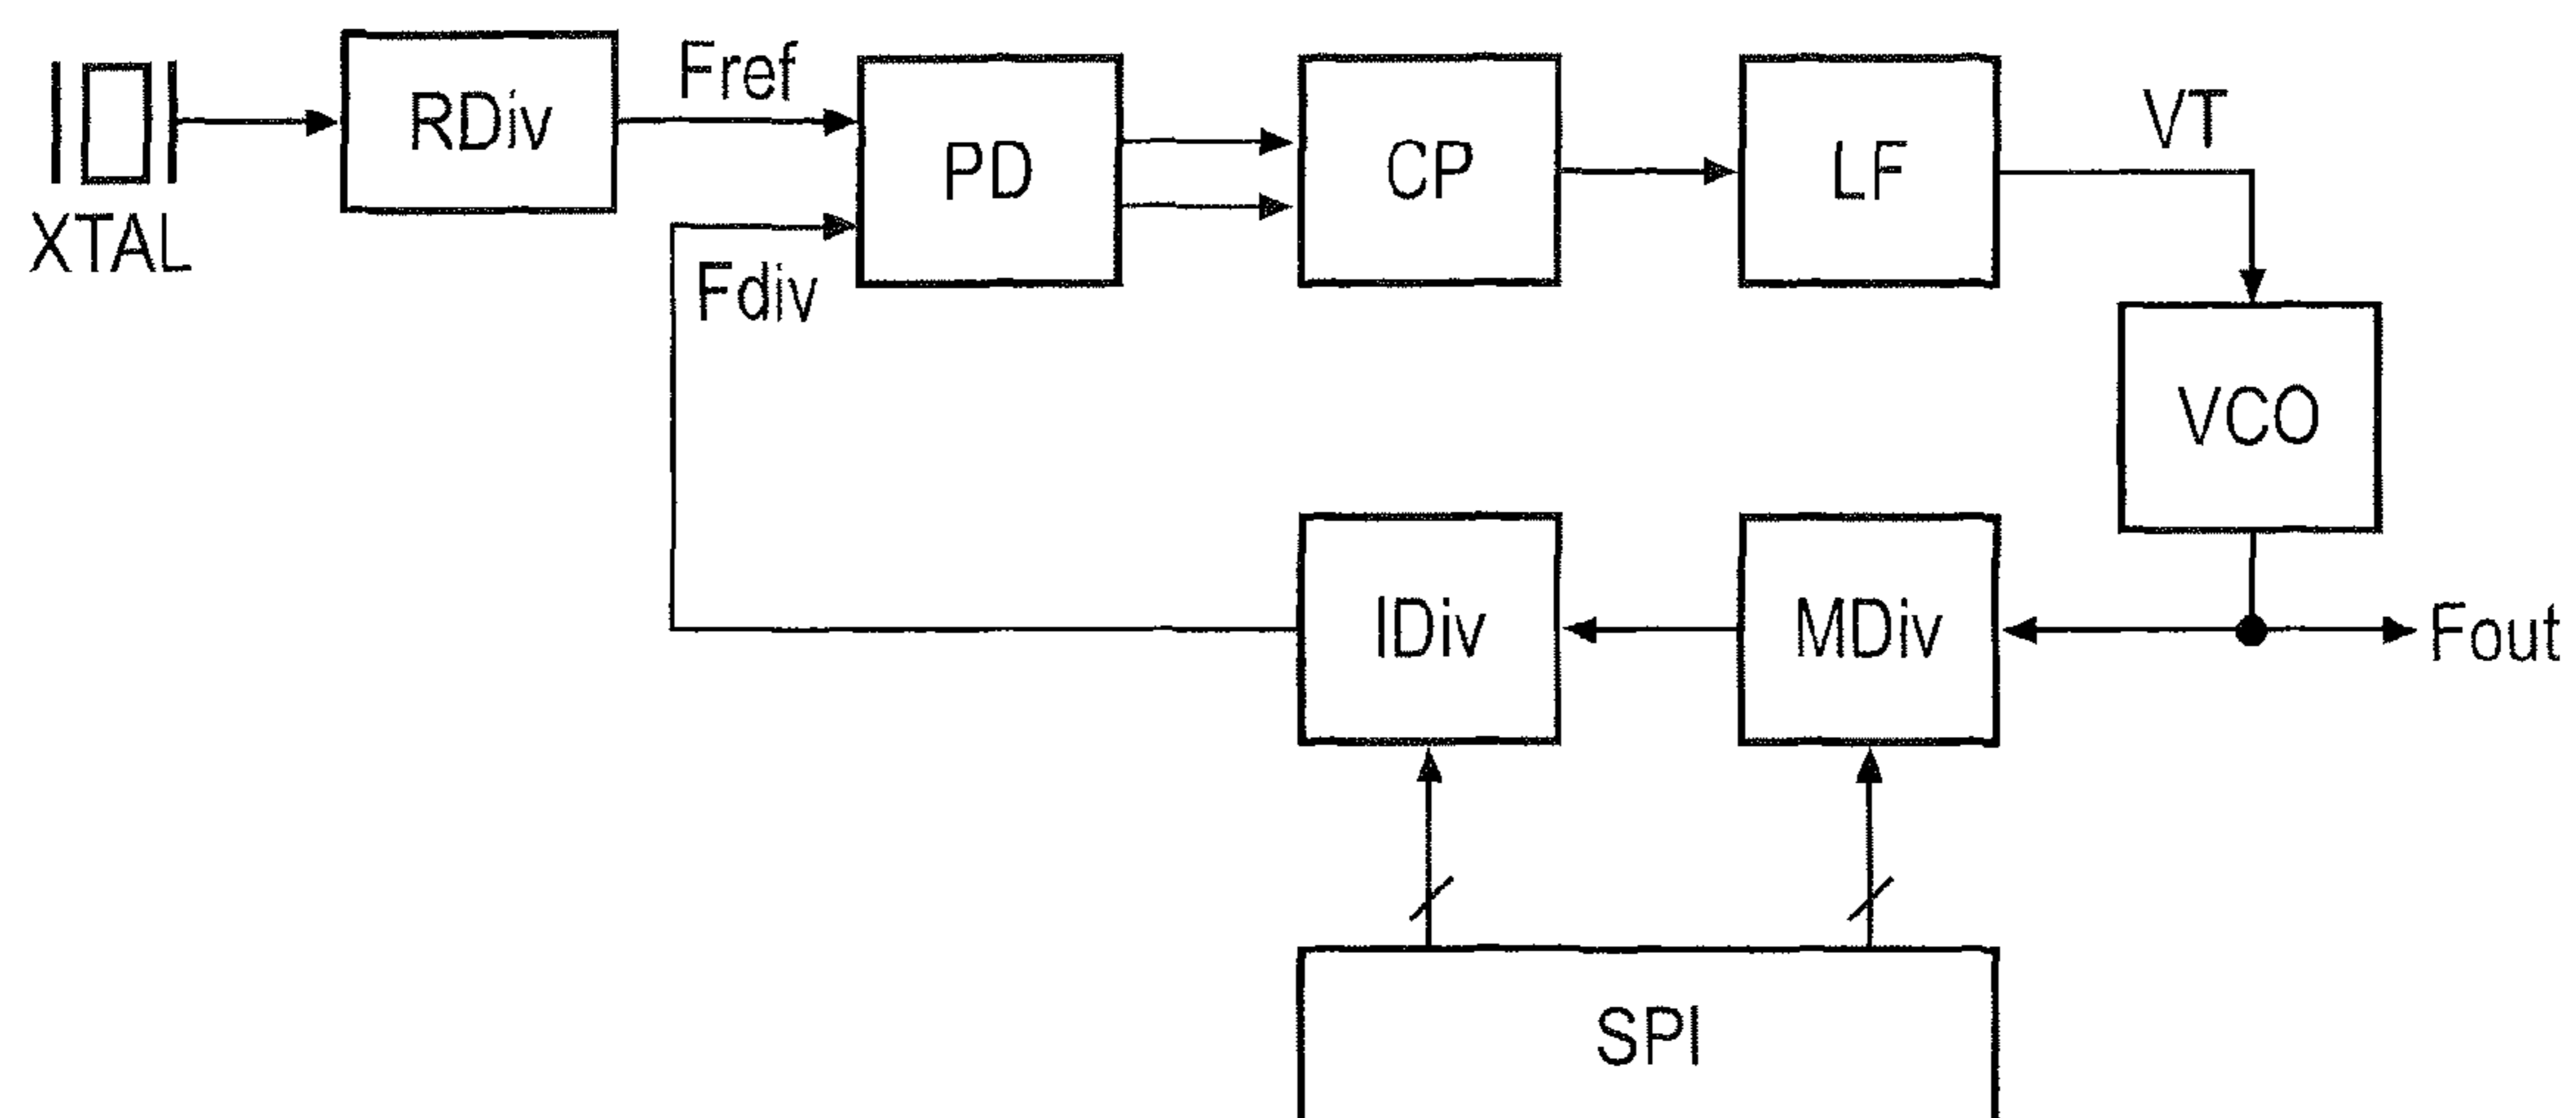 XTAL
RDiv
Fref
Fdiv
PD
CP
LF
VT
VCO
IDiv
MDiv
Fout
SPI